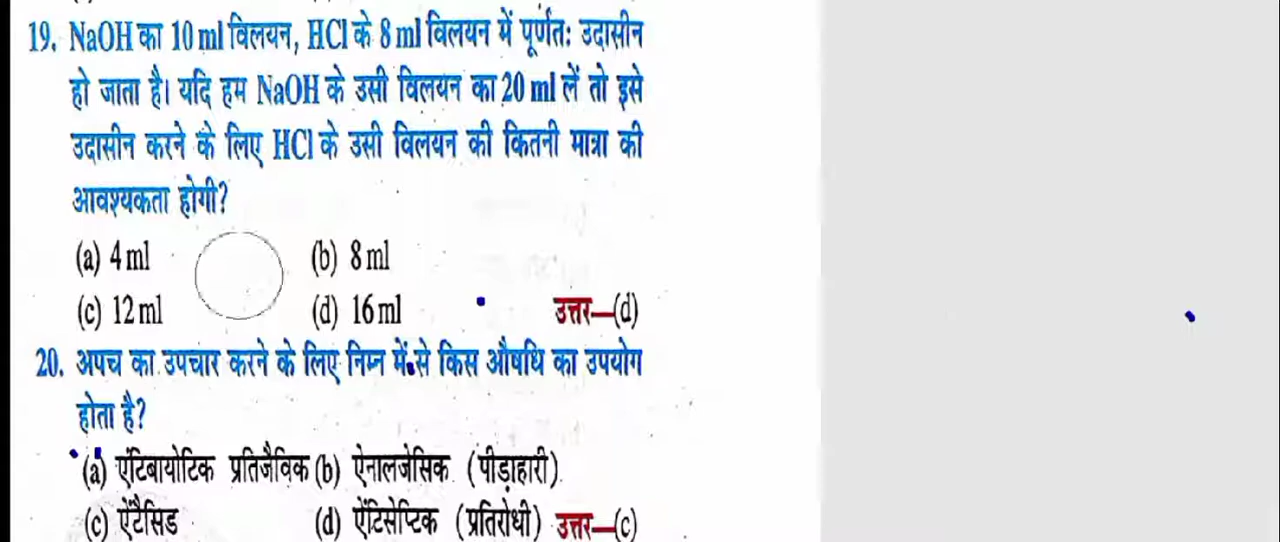 19. NaOH का 10 ml विलयन, HCl के 8 ml विलयन में पूर्णतः उदासीन
हो जाता है। यदि हम NaOH के उसी विलयन का 20 ml लें तो इसे
उदासीन करने के लिए HCl के उसी विलयन की कितनी मात्रा की
आवश्यकता होगी?
(a) 4 ml (b) 8 ml
(c) 12 ml (d) 16 ml उत्तर—(d)
20. अपच का उपचार करने के लिए निम्न में से किस औषधि का उपयोग
होता है?
(a) एंटिबायोटिक प्रतिजैविक (b) ऐनालजेसिक (पीड़ाहारी)
(c) ऐंटैसिड (d) ऐंटिसेप्टिक (प्रतिरोधी) उत्तर—(c)